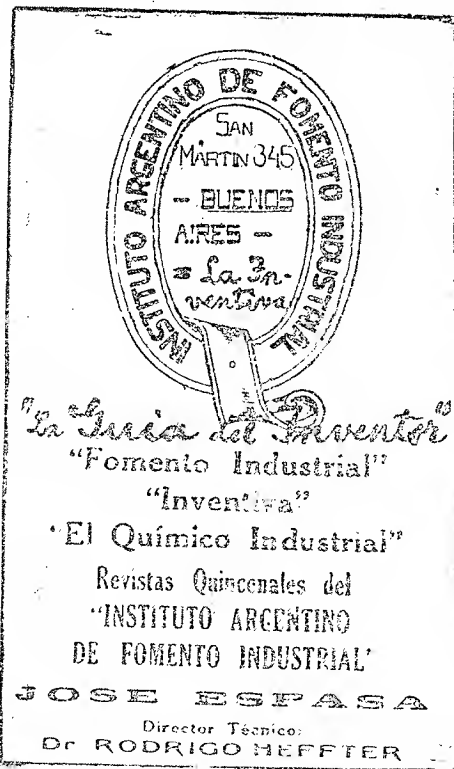 INSTITUTO ARGENTINO DE FOMENTO INDUSTRIAL
SAN
MARTIN 345
— BUENOS
AIRES —
= La In-
ventiva
"La Guia del Inventor"
"Fomento Industrial"
"Inventiva"
"El Químico Industrial"
Revistas Quincenales del
"INSTITUTO ARGENTINO
DE FOMENTO INDUSTRIAL'
JOSE ESPASA
Director Técnico:
Dr RODRIGO HEFFTER